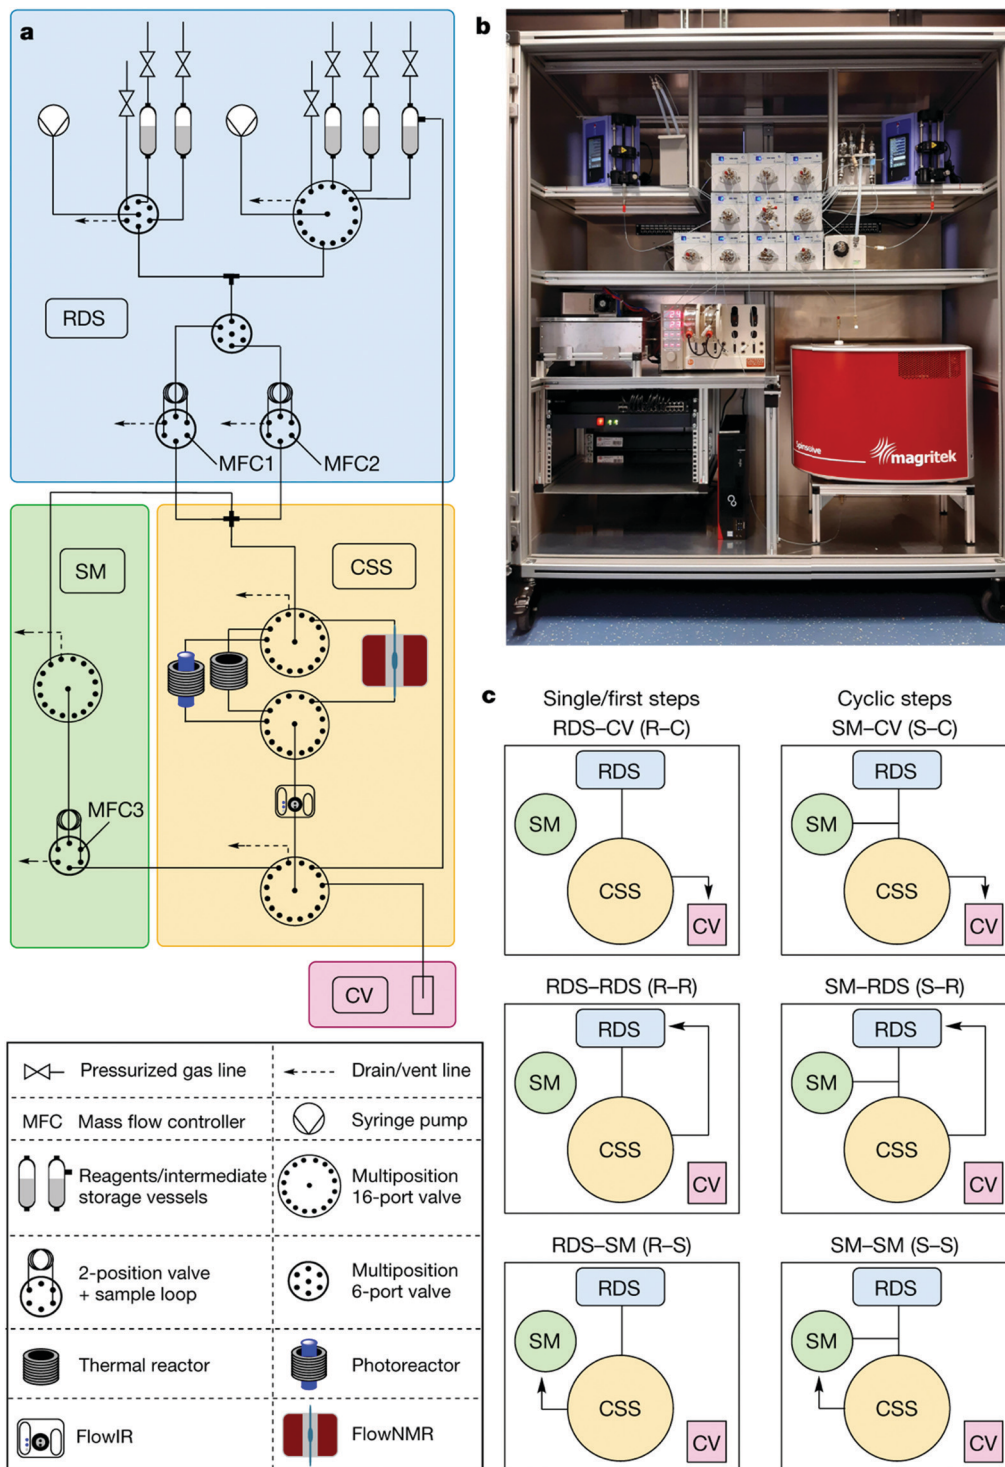 a
RDS
MFC1
MFC2
SM
CSS
MFC3
CV
Pressurized gas line
Drain/vent line
MFC Mass flow controller
Syringe pump
Reagents/intermediate
storage vessels
Multiposition
16-port valve
2-position valve
+ sample loop
Multiposition
6-port valve
Thermal reactor
Photoreactor
FlowIR
FlowNMR
b
Spinsolve
magritek
c
Single/first steps
RDS–CV (R–C)
RDS
SM
CSS
CV
Cyclic steps
SM–CV (S–C)
RDS
SM
CSS
CV
RDS–RDS (R–R)
RDS
SM
CSS
CV
SM–RDS (S–R)
RDS
SM
CSS
CV
RDS–SM (R–S)
RDS
SM
CSS
CV
SM–SM (S–S)
RDS
SM
CSS
CV